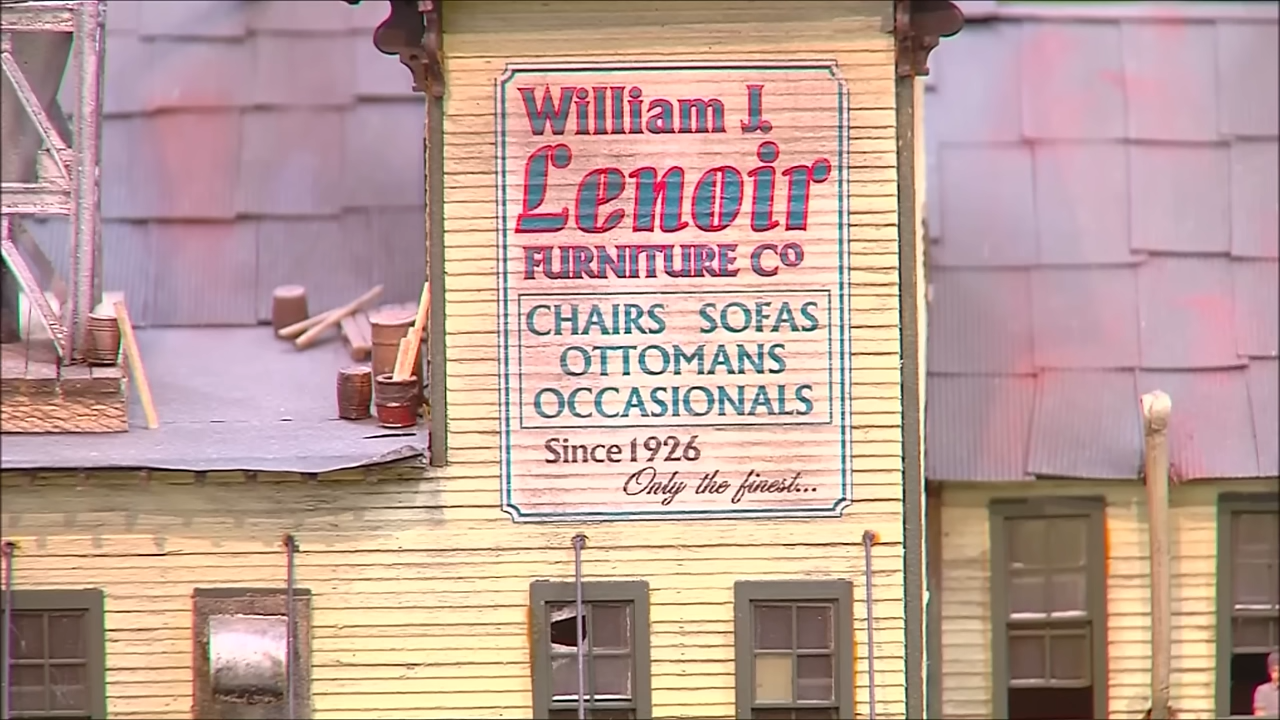 William J.
Lenoir
FURNITURE Cº
CHAIRS SOFAS
OTTOMANS
OCCASIONALS
Since 1926
Only the finest...